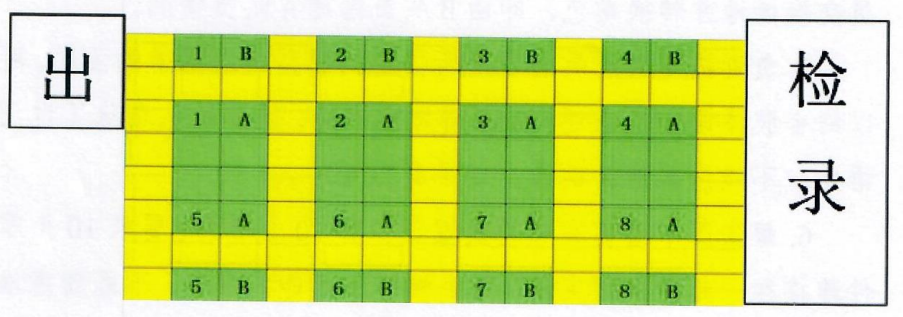 出
1 B 2 B 3 B 4 B
检
录
1 A 2 A 3 A 4 A
5 A 6 A 7 A 8 A
5 B 6 B 7 B 8 B